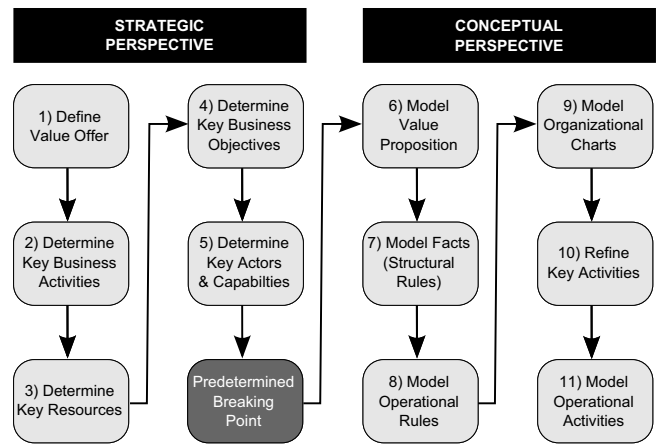 STRATEGIC
PERSPECTIVE
CONCEPTUAL
PERSPECTIVE
1) Define
Value Offer
2) Determine
Key Business
Activities
3) Determine
Key Resources
4) Determine
Key Business
Objectives
5) Determine
Key Actors
& Capabilties
Predetermined
Breaking
Point
6) Model
Value
Proposition
7) Model Facts
(Structural
Rules)
8) Model
Operational
Rules
9) Model
Organizational
Charts
10) Refine
Key Activities
11) Model
Operational
Activities